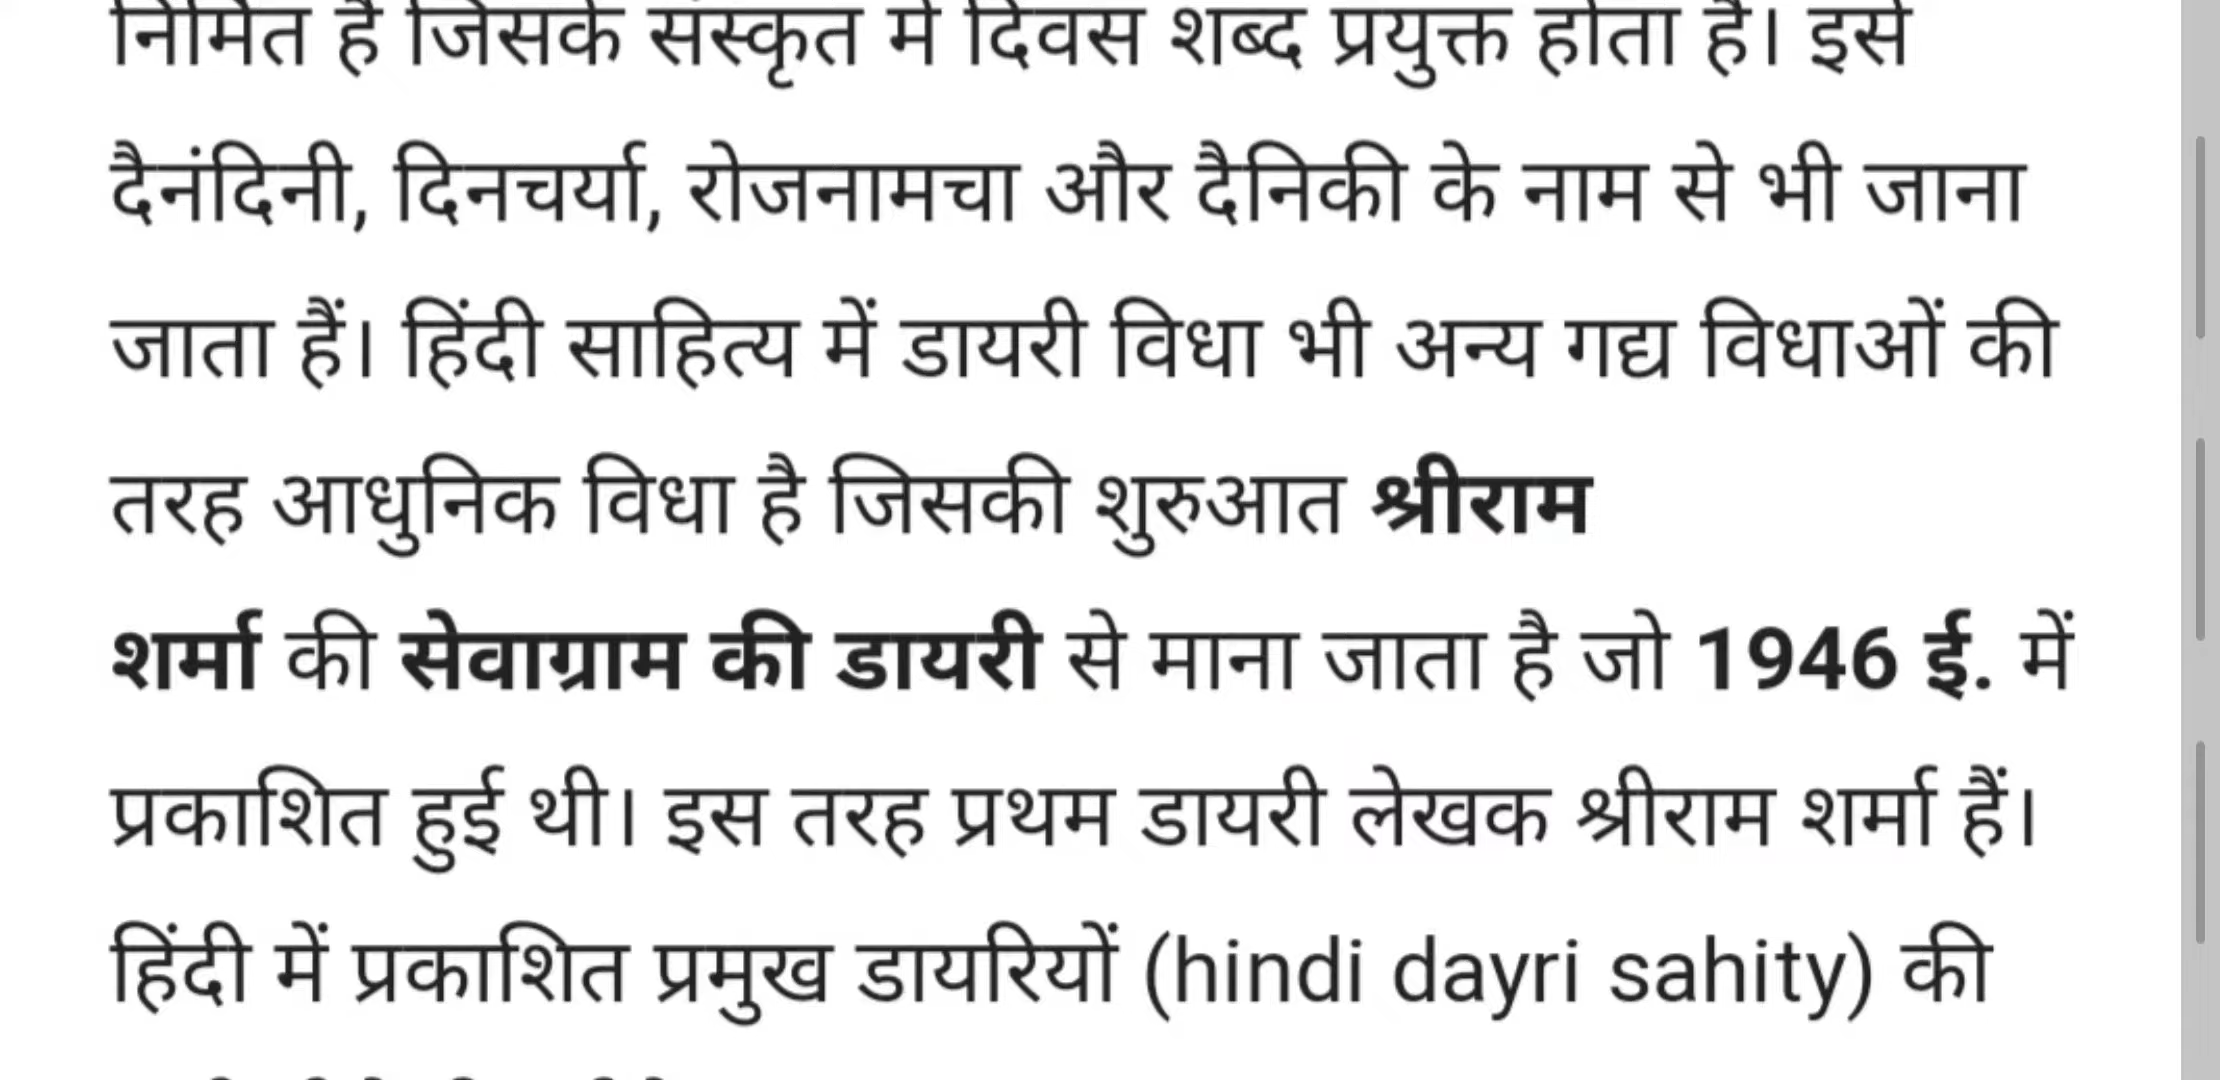 निर्मित है जिसके संस्कृत में दिवस शब्द प्रयुक्त होता है। इसे
दैनंदिनी, दिनचर्या, रोजनामचा और दैनिकी के नाम से भी जाना
जाता हैं। हिंदी साहित्य में डायरी विधा भी अन्य गद्य विधाओं की
तरह आधुनिक विधा है जिसकी शुरुआत श्रीराम
शर्मा की सेवाग्राम की डायरी से माना जाता है जो 1946 ई. में
प्रकाशित हुई थी। इस तरह प्रथम डायरी लेखक श्रीराम शर्मा हैं।
हिंदी में प्रकाशित प्रमुख डायरियों (hindi dayri sahity) की